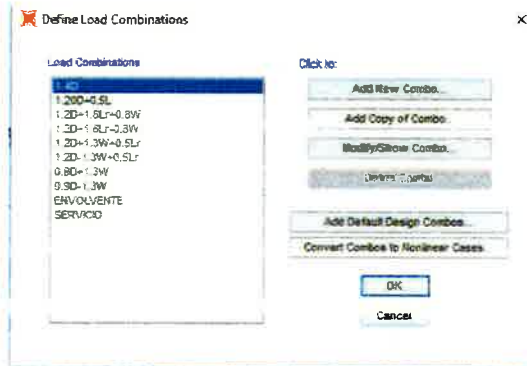 Define Load Combinations
Load Combinations
Click to:
1.4D
1.20D+0.5L
1.2D+1.6Lr+0.8W
1.2D+1.6Lr-0.8W
1.2D+1.3W+0.5Lr
1.2D-1.3W+0.5Lr
0.9D+1.3W
0.9D-1.3W
ENVOLVENTE
SERVICIO
Add New Combo...
Add Copy of Combo...
Modify/Show Combo...
Delete Combo
Add Default Design Combos...
Convert Combos to Nonlinear Cases...
OK
Cancel